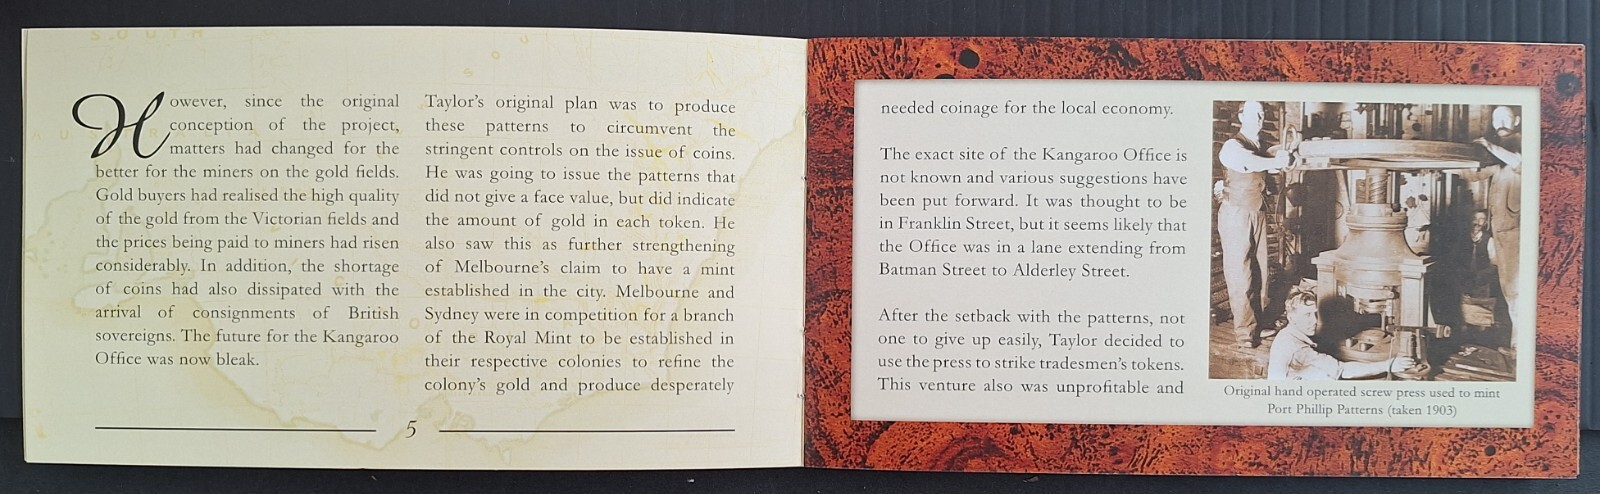 However, since the original
conception of the project,
matters had changed for the
better for the miners on the gold fields.
Gold buyers had realised the high quality
of the gold from the Victorian fields and
the prices being paid to miners had risen
considerably. In addition, the shortage
of coins had also dissipated with the
arrival of consignments of British
sovereigns. The future for the Kangaroo
Office was now bleak.
Taylor's original plan was to produce
these patterns to circumvent the
stringent controls on the issue of coins.
He was going to issue the patterns that
did not give a face value, but did indicate
the amount of gold in each token. He
also saw this as further strengthening
of Melbourne's claim to have a mint
established in the city. Melbourne and
Sydney were in competition for a branch
of the Royal Mint to be established in
their respective colonies to refine the
colony's gold and produce desperately
5
needed coinage for the local economy.
The exact site of the Kangaroo Office is
not known and various suggestions have
been put forward. It was thought to be
in Franklin Street, but it seems likely that
the Office was in a lane extending from
Batman Street to Alderley Street.
After the setback with the patterns, not
one to give up easily, Taylor decided to
use the press to strike tradesmen's tokens.
This venture also was unprofitable and
Original hand operated screw press used to mint
Port Phillip Patterns (taken 1903)